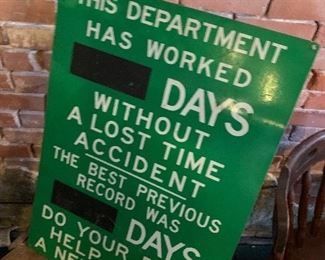 THIS DEPARTMENT
HAS WORKED
DAYS
WITHOUT
A LOST TIME
ACCIDENT
THE BEST PREVIOUS
RECORD WAS
DAYS
DO YOUR
HELP
A